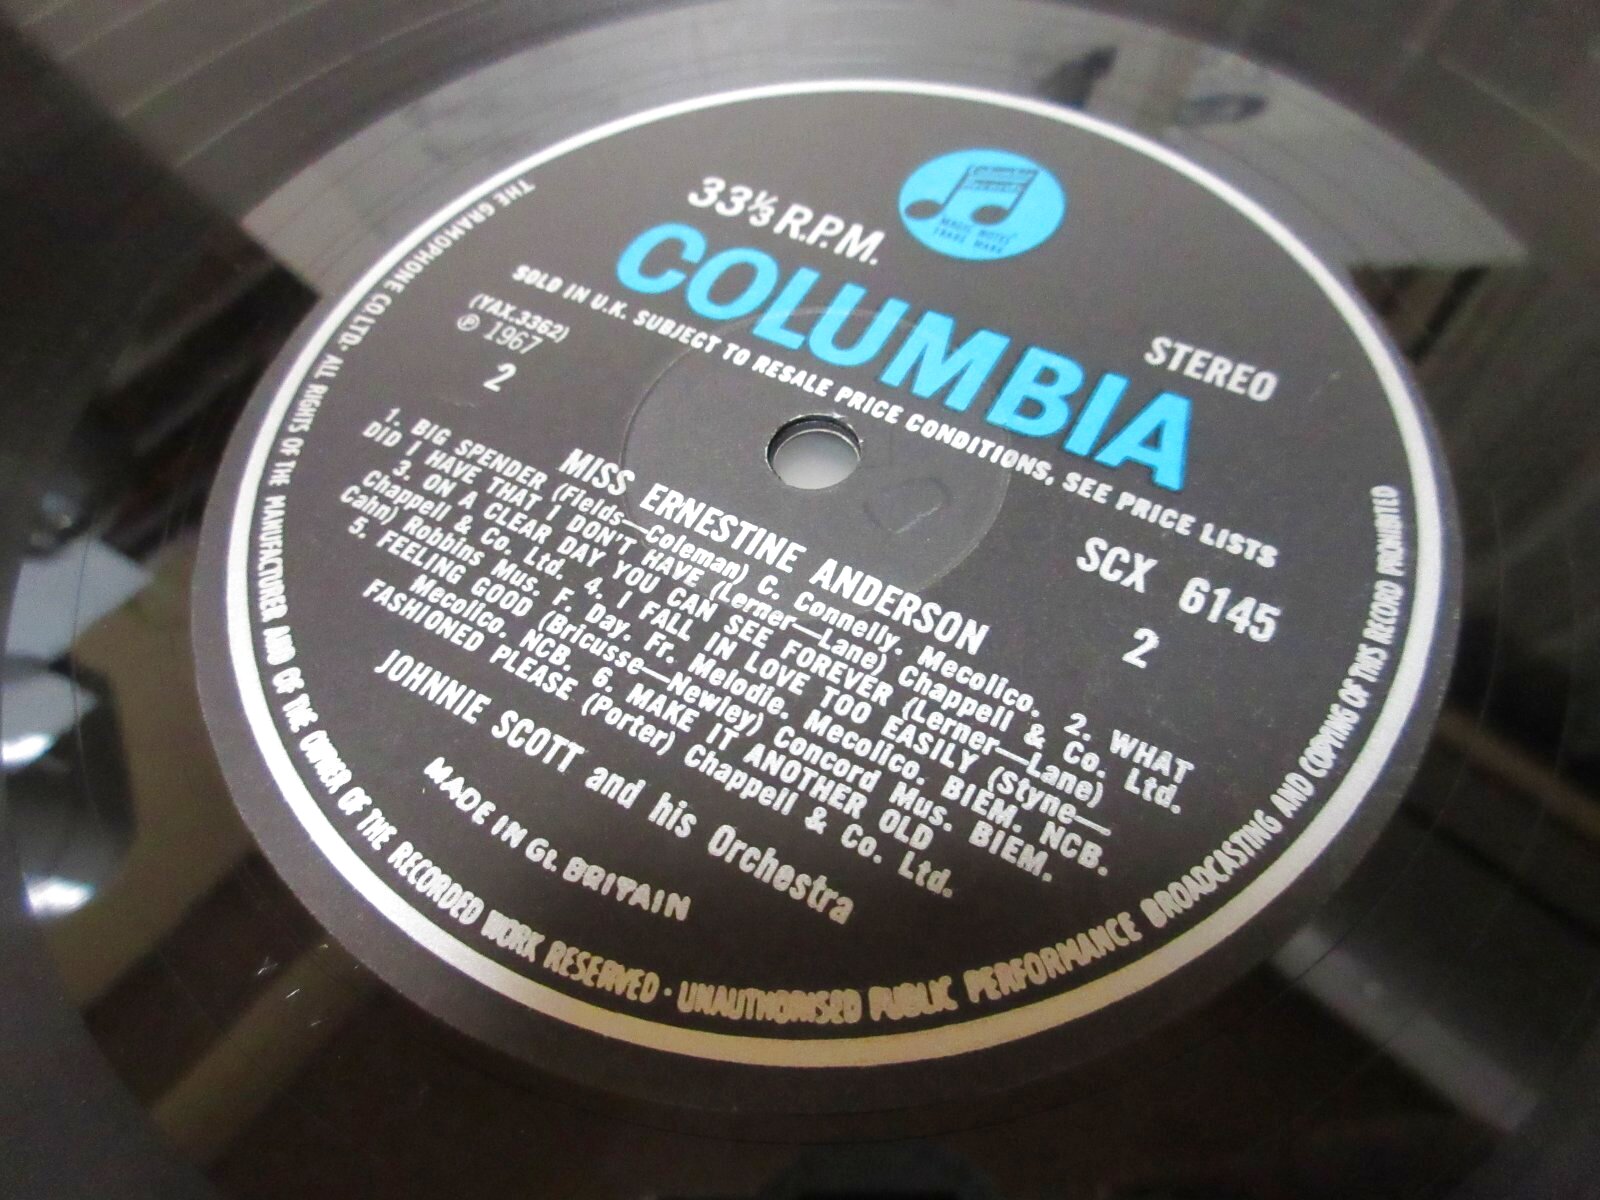 MAGIC NOTES
TRADE MARK
33⅓ R.P.M.
STEREO
COLUMBIA
SOLD IN U.K. SUBJECT TO RESALE PRICE CONDITIONS, SEE PRICE LISTS
(YAX.3362)
℗ 1967
2
SCX 6145
2
MISS ERNESTINE ANDERSON
1. BIG SPENDER (Fields—Coleman) C. Connelly. Mecolico. 2. WHAT
DID I HAVE THAT I DON'T HAVE (Lerner—Lane) Chappell & Co. Ltd.
3. ON A CLEAR DAY YOU CAN SEE FOREVER (Lerner—Lane)
Chappell & Co. Ltd. 4. I FALL IN LOVE TOO EASILY (Styne—
Cahn) Robbins Mus. F. Day. Fr. Melodie. Mecolico. BIEM. NCB.
5. FEELING GOOD (Bricusse—Newley) Concord Mus. BIEM.
Mecolico. NCB. 6. MAKE IT ANOTHER OLD
FASHIONED PLEASE (Porter) Chappell & Co. Ltd.
JOHNNIE SCOTT and his Orchestra
MADE IN Gt. BRITAIN
THE GRAMOPHONE CO. LTD. ALL RIGHTS OF THE MANUFACTURER AND OF THE OWNER OF THE RECORDED WORK RESERVED · UNAUTHORISED PUBLIC PERFORMANCE BROADCASTING AND COPYING OF THIS RECORD PROHIBITED